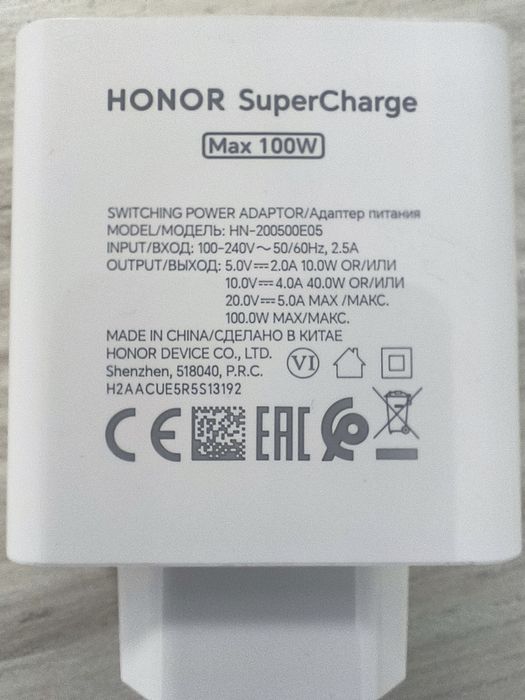 HONOR SuperCharge
Max 100W
SWITCHING POWER ADAPTOR/Адаптер питания
MODEL/МОДЕЛЬ: HN-200500E05
INPUT/ВХОД: 100-240V～50/60Hz, 2.5A
OUTPUT/ВЫХОД: 5.0V⎓2.0A 10.0W OR/ИЛИ
10.0V⎓4.0A 40.0W OR/ИЛИ
20.0V⎓5.0A MAX /МАКС.
100.0W MAX/МАКС.
MADE IN CHINA/СДЕЛАНО В КИТАЕ
HONOR DEVICE CO., LTD.
Shenzhen, 518040, P.R.C.
VI
H2AACUE5R5S13192
CE EAC